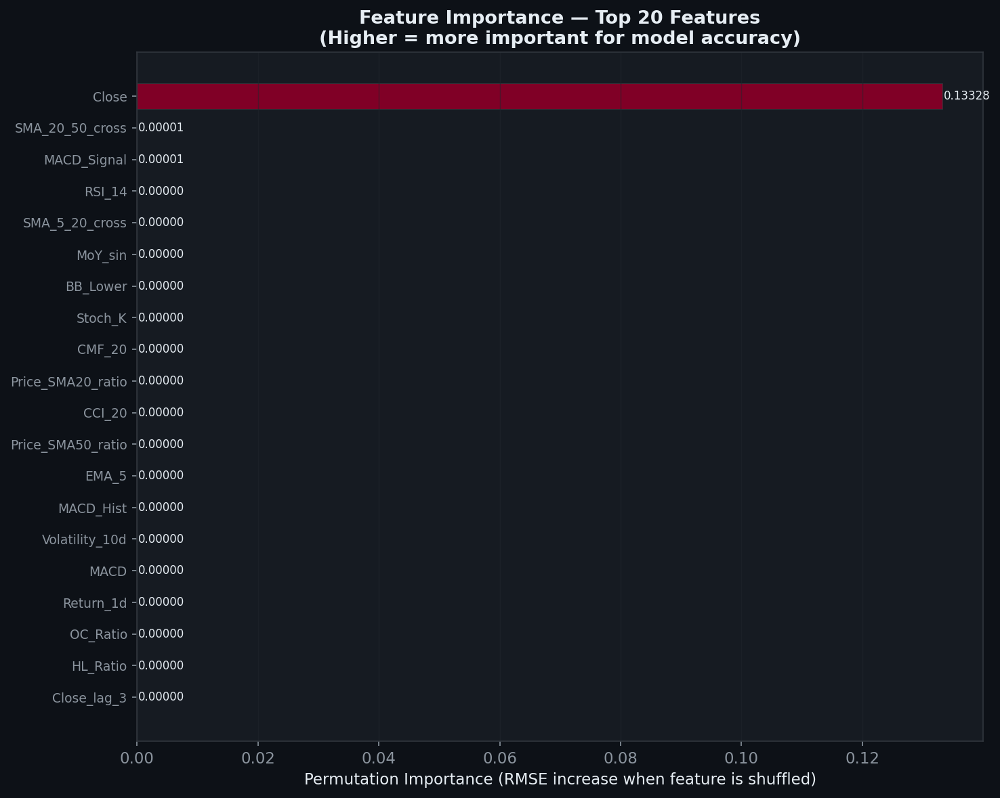 Feature Importance — Top 20 Features
(Higher = more important for model accuracy)
Close 0.13328
SMA_20_50_cross 0.00001
MACD_Signal 0.00001
RSI_14 0.00000
SMA_5_20_cross 0.00000
MoY_sin 0.00000
BB_Lower 0.00000
Stoch_K 0.00000
CMF_20 0.00000
Price_SMA20_ratio 0.00000
CCI_20 0.00000
Price_SMA50_ratio 0.00000
EMA_5 0.00000
MACD_Hist 0.00000
Volatility_10d 0.00000
MACD 0.00000
Return_1d 0.00000
OC_Ratio 0.00000
HL_Ratio 0.00000
Close_lag_3 0.00000
0.00 0.02 0.04 0.06 0.08 0.10 0.12
Permutation Importance (RMSE increase when feature is shuffled)